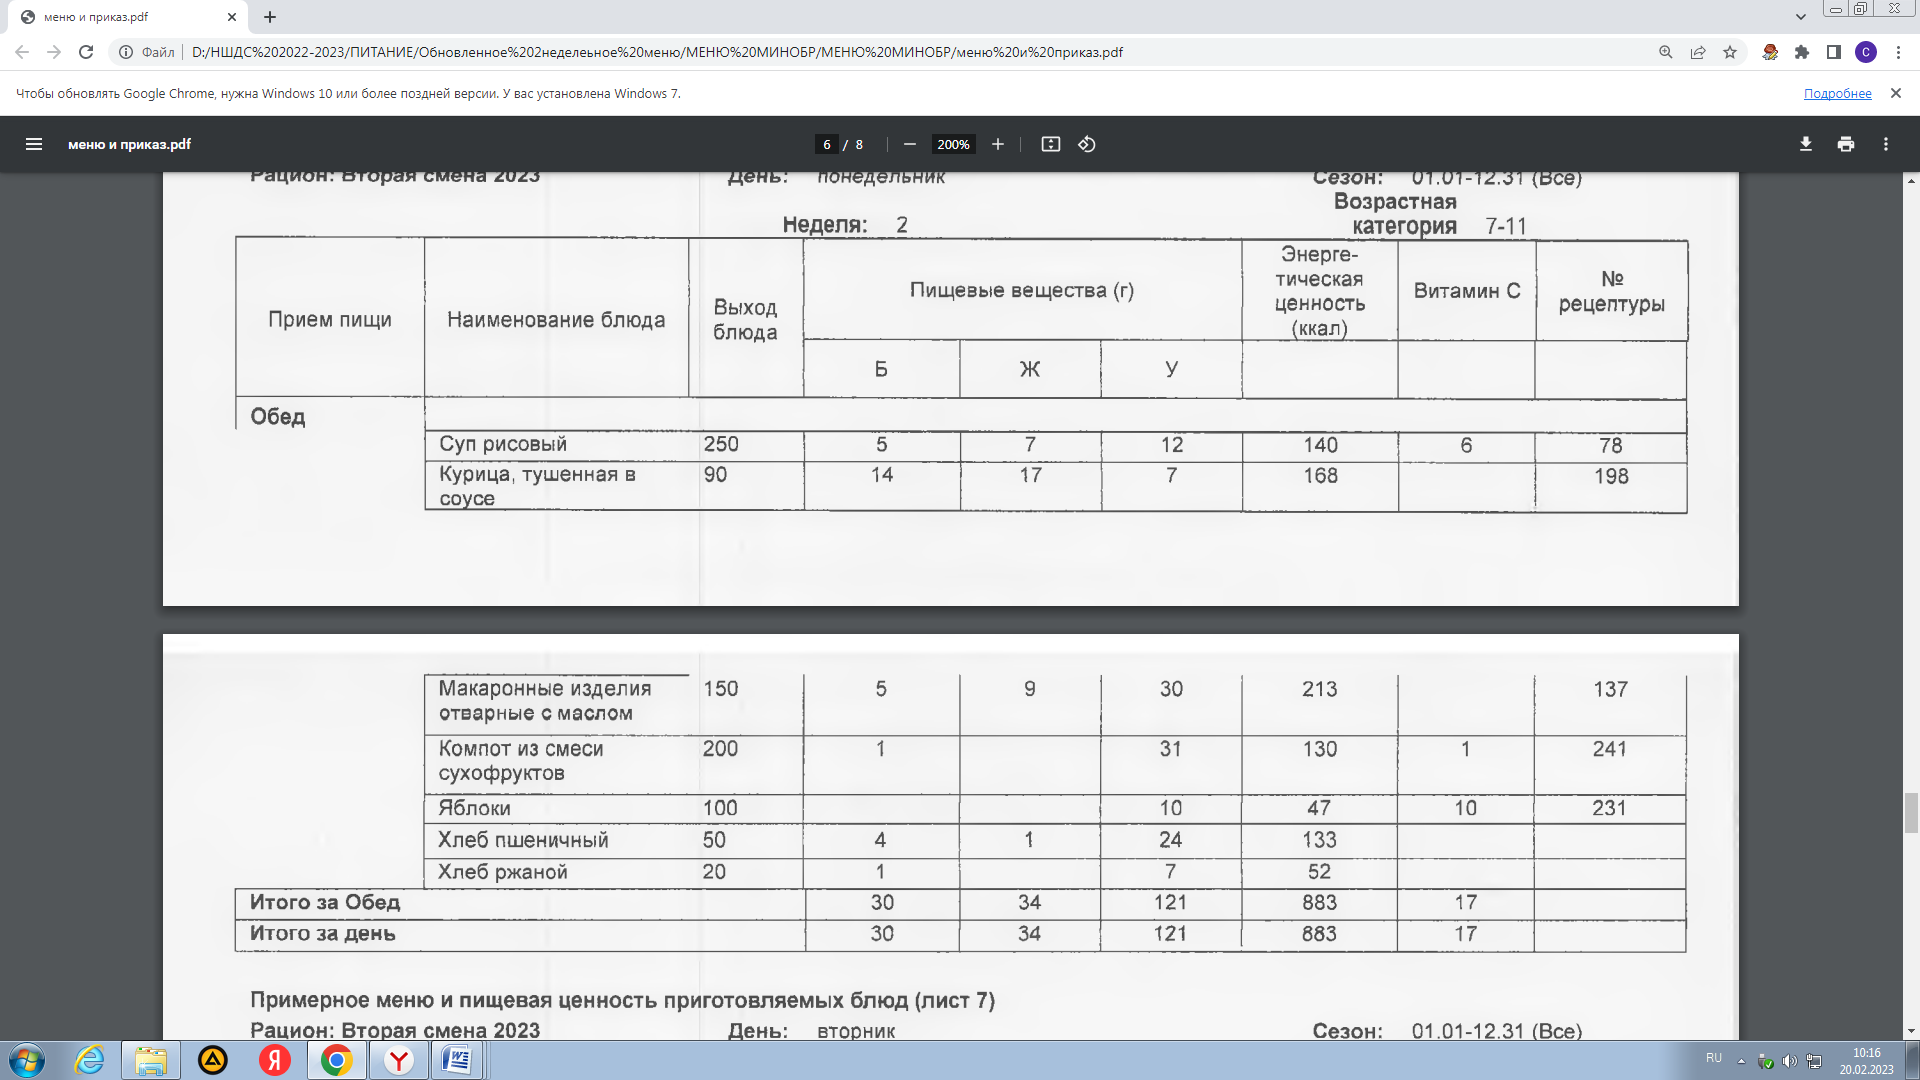 меню и приказ.pdf
Файл
D:/НШДС%202022-2023/ПИТАНИЕ/Обновленное%202неделеьное%20меню/МЕНЮ%20МИНОБР/МЕНЮ%20МИНОБР/меню%20и%20приказ.pdf
C
Чтобы обновлять Google Chrome, нужна Windows 10 или более поздней версии. У вас установлена Windows 7.
Подробнее
меню и приказ.pdf
6 / 8
200%
Рацион: Вторая смена 2023 День: понедельник Сезон: 01.01-12.31 (Все)
Неделя: 2
Возрастная
категория 7-11
Прием пищи
Наименование блюда
Выход
блюда
Пищевые вещества (г)
Энерге-
тическая
ценность
(ккал)
Витамин С
№
рецептуры
Б Ж У
Обед
Суп рисовый 250 5 7 12 140 6 78
Курица, тушенная в 90 14 17 7 168 198
соусе
Макаронные изделия 150 5 9 30 213 137
отварные с маслом
Компот из смеси 200 1 31 130 1 241
сухофруктов
Яблоки 100 10 47 10 231
Хлеб пшеничный 50 4 1 24 133
Хлеб ржаной 20 1 7 52
Итого за Обед 30 34 121 883 17
Итого за день 30 34 121 883 17
Примерное меню и пищевая ценность приготовляемых блюд (лист 7)
Рацион: Вторая смена 2023 День: вторник Сезон: 01.01-12.31 (Все)
Я
Y
W
RU
10:16
20.02.2023